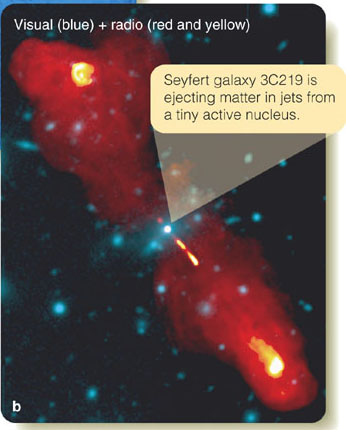 Visual (blue) + radio (red and yellow)
Seyfert galaxy 3C219 is
ejecting matter in jets from
a tiny active nucleus.
b